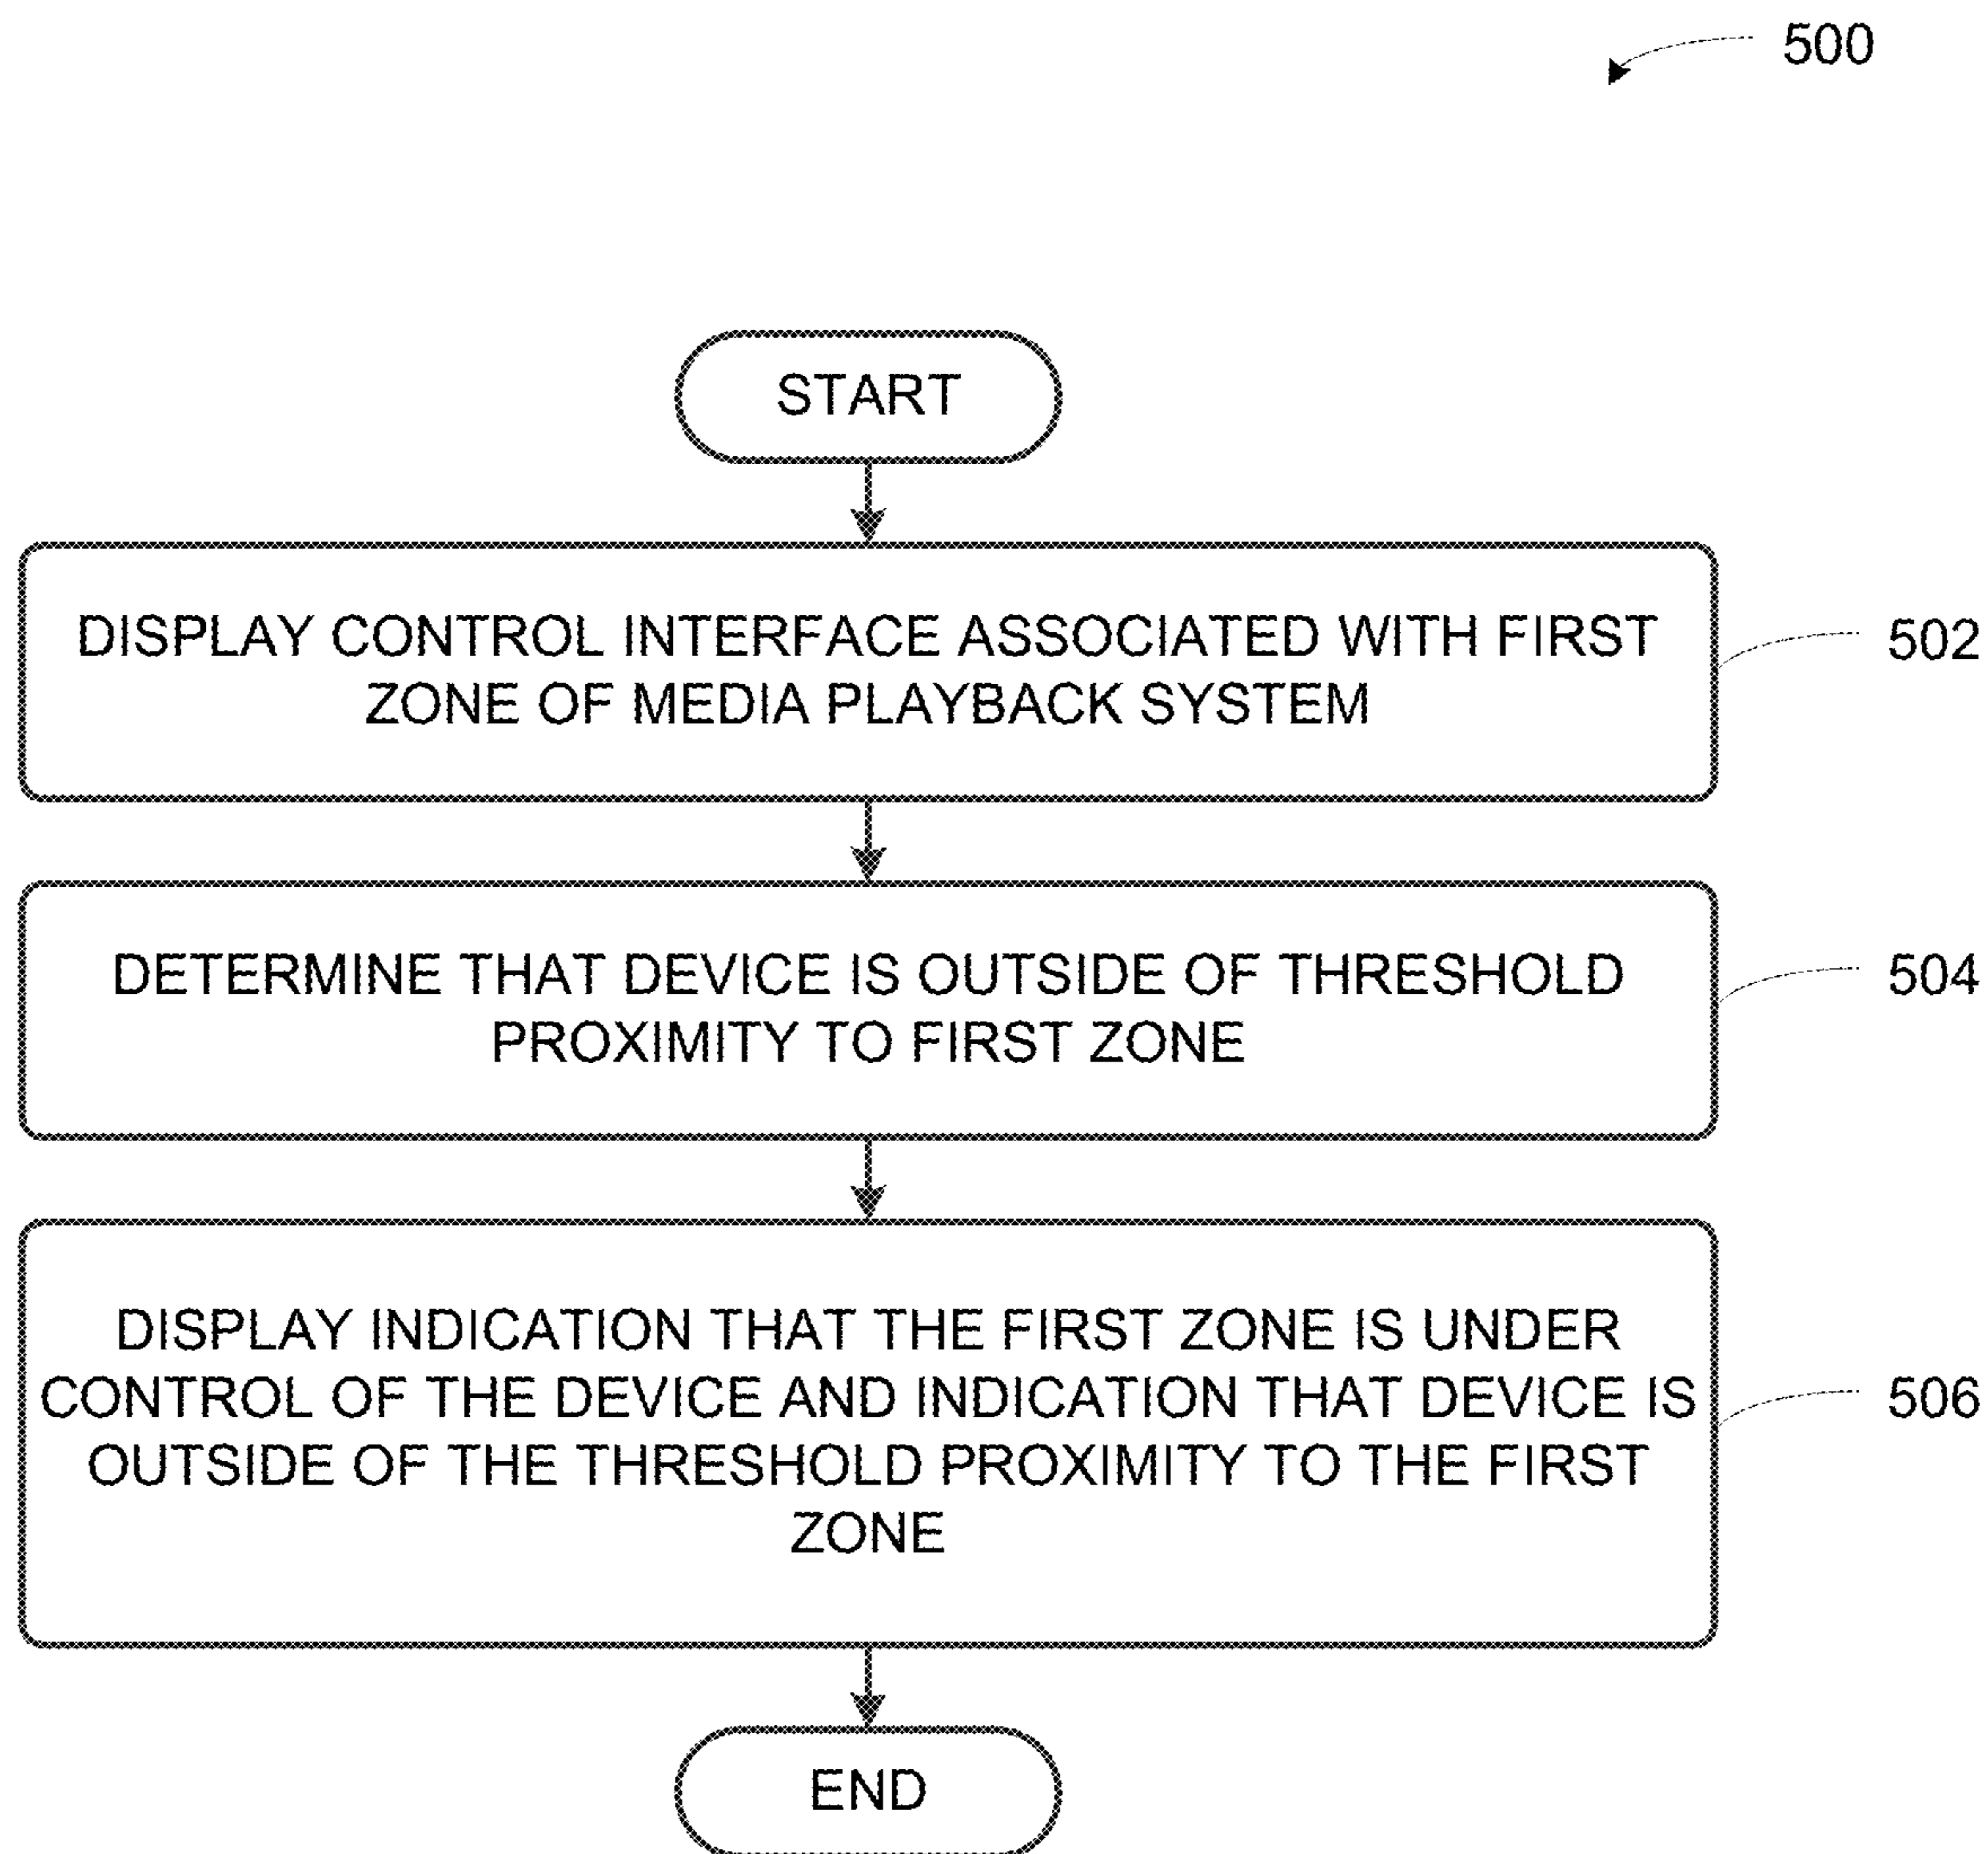 500
START
DISPLAY CONTROL INTERFACE ASSOCIATED WITH FIRST
ZONE OF MEDIA PLAYBACK SYSTEM
502
DETERMINE THAT DEVICE IS OUTSIDE OF THRESHOLD
PROXIMITY TO FIRST ZONE
504
DISPLAY INDICATION THAT THE FIRST ZONE IS UNDER
CONTROL OF THE DEVICE AND INDICATION THAT DEVICE IS
OUTSIDE OF THE THRESHOLD PROXIMITY TO THE FIRST
ZONE
506
END